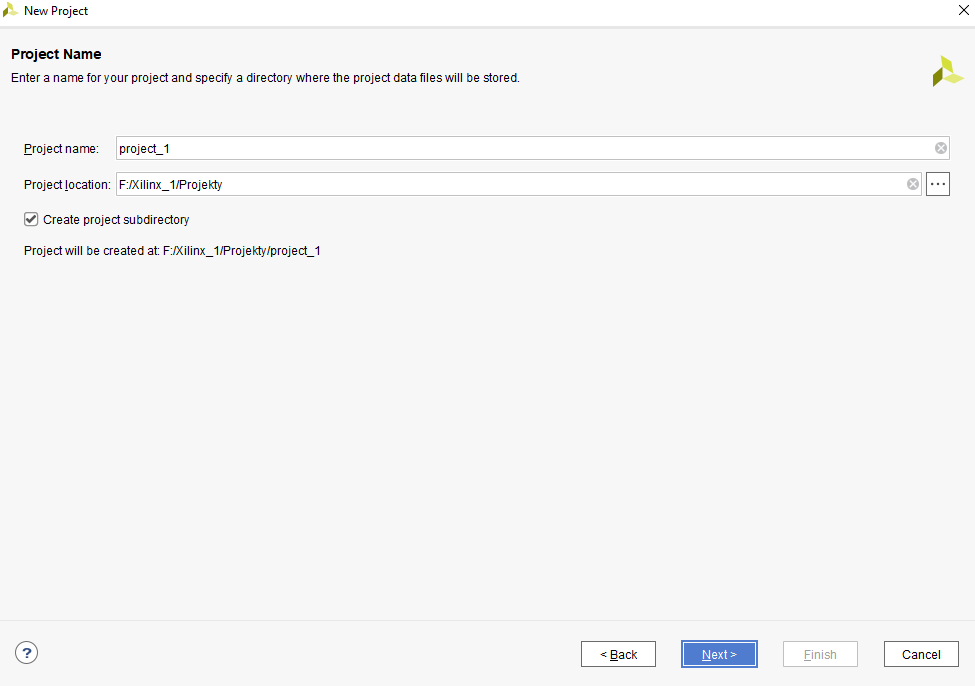 New Project
Project Name
Enter a name for your project and specify a directory where the project data files will be stored.
Project name: project_1
Project location: F:/Xilinx_1/Projekty ...
Create project subdirectory
Project will be created at: F:/Xilinx_1/Projekty/project_1
? < Back Next > Finish Cancel